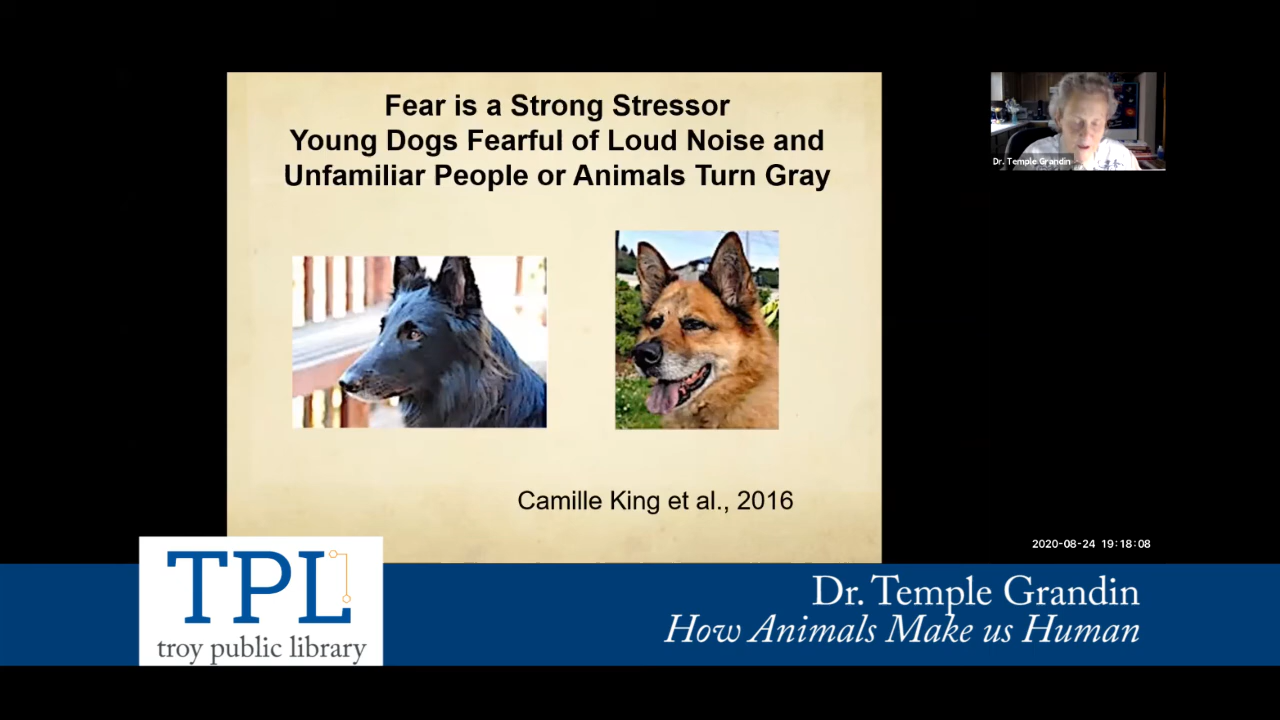 Fear is a Strong Stressor
Young Dogs Fearful of Loud Noise and
Unfamiliar People or Animals Turn Gray
Dr. Temple Grandin
Camille King et al., 2016
2020-08-24 19:18:08
TPL
troy public library
Dr. Temple Grandin
How Animals Make us Human